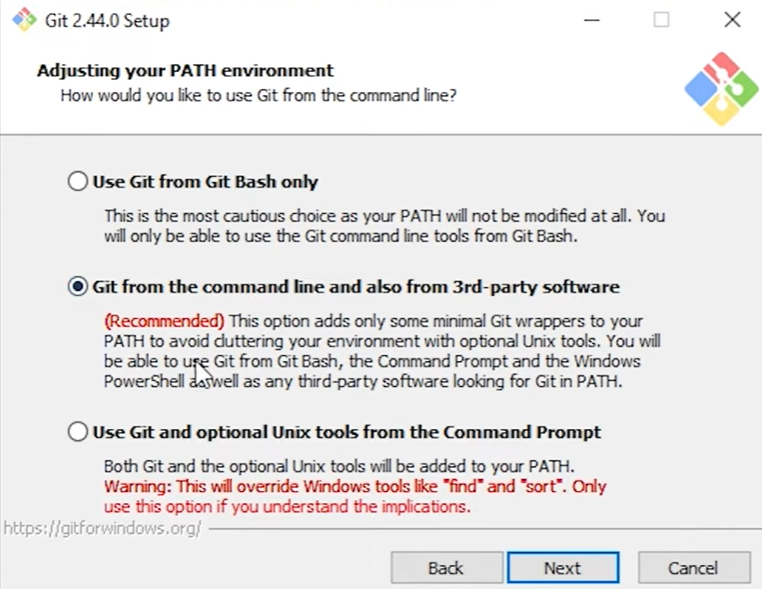 Git 2.44.0 Setup
Adjusting your PATH environment
How would you like to use Git from the command line?
Use Git from Git Bash only
This is the most cautious choice as your PATH will not be modified at all. You
will only be able to use the Git command line tools from Git Bash.
Git from the command line and also from 3rd-party software
(Recommended) This option adds only some minimal Git wrappers to your
PATH to avoid cluttering your environment with optional Unix tools. You will
be able to use Git from Git Bash, the Command Prompt and the Windows
PowerShell as well as any third-party software looking for Git in PATH.
Use Git and optional Unix tools from the Command Prompt
Both Git and the optional Unix tools will be added to your PATH.
Warning: This will override Windows tools like "find" and "sort". Only
use this option if you understand the implications.
https://gitforwindows.org/
Back Next Cancel